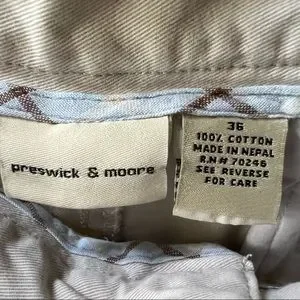 preswick & moore
36
100% COTTON
MADE IN NEPAL
R.N# 70246
SEE REVERSE
FOR CARE